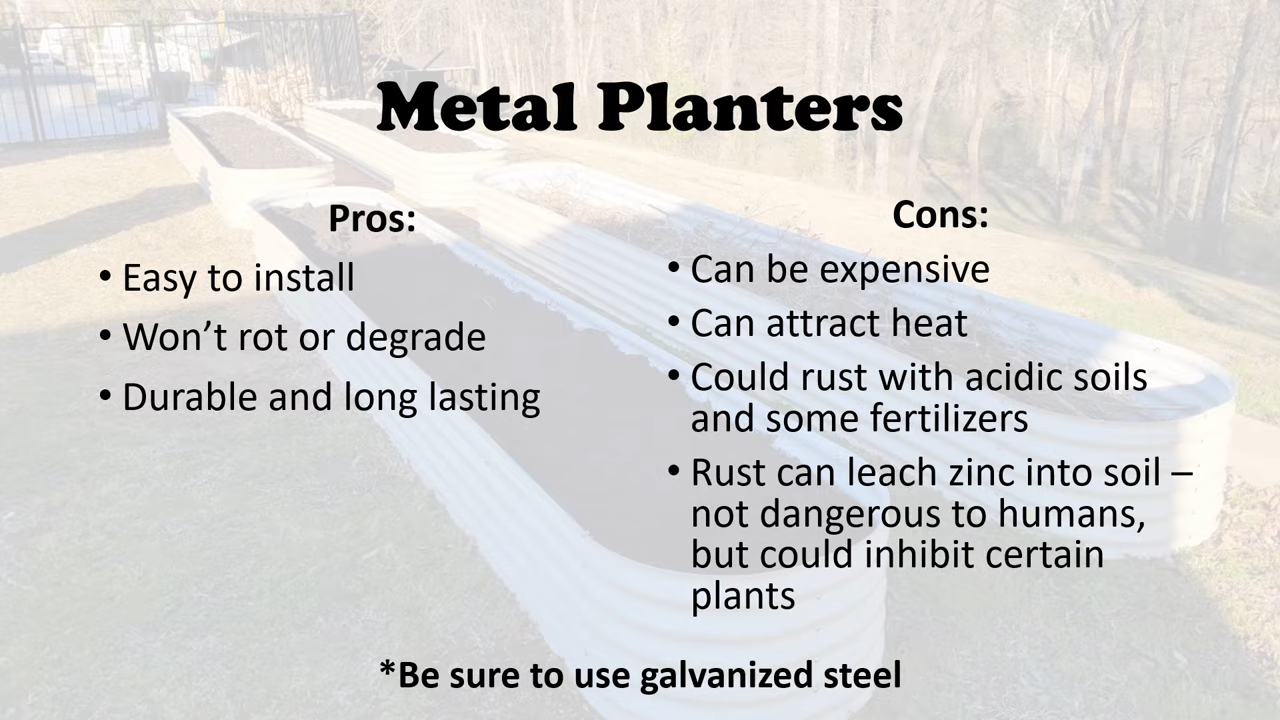 Metal Planters
Pros:
• Easy to install
• Won’t rot or degrade
• Durable and long lasting
Cons:
• Can be expensive
• Can attract heat
• Could rust with acidic soils
and some fertilizers
• Rust can leach zinc into soil –
not dangerous to humans,
but could inhibit certain
plants
*Be sure to use galvanized steel